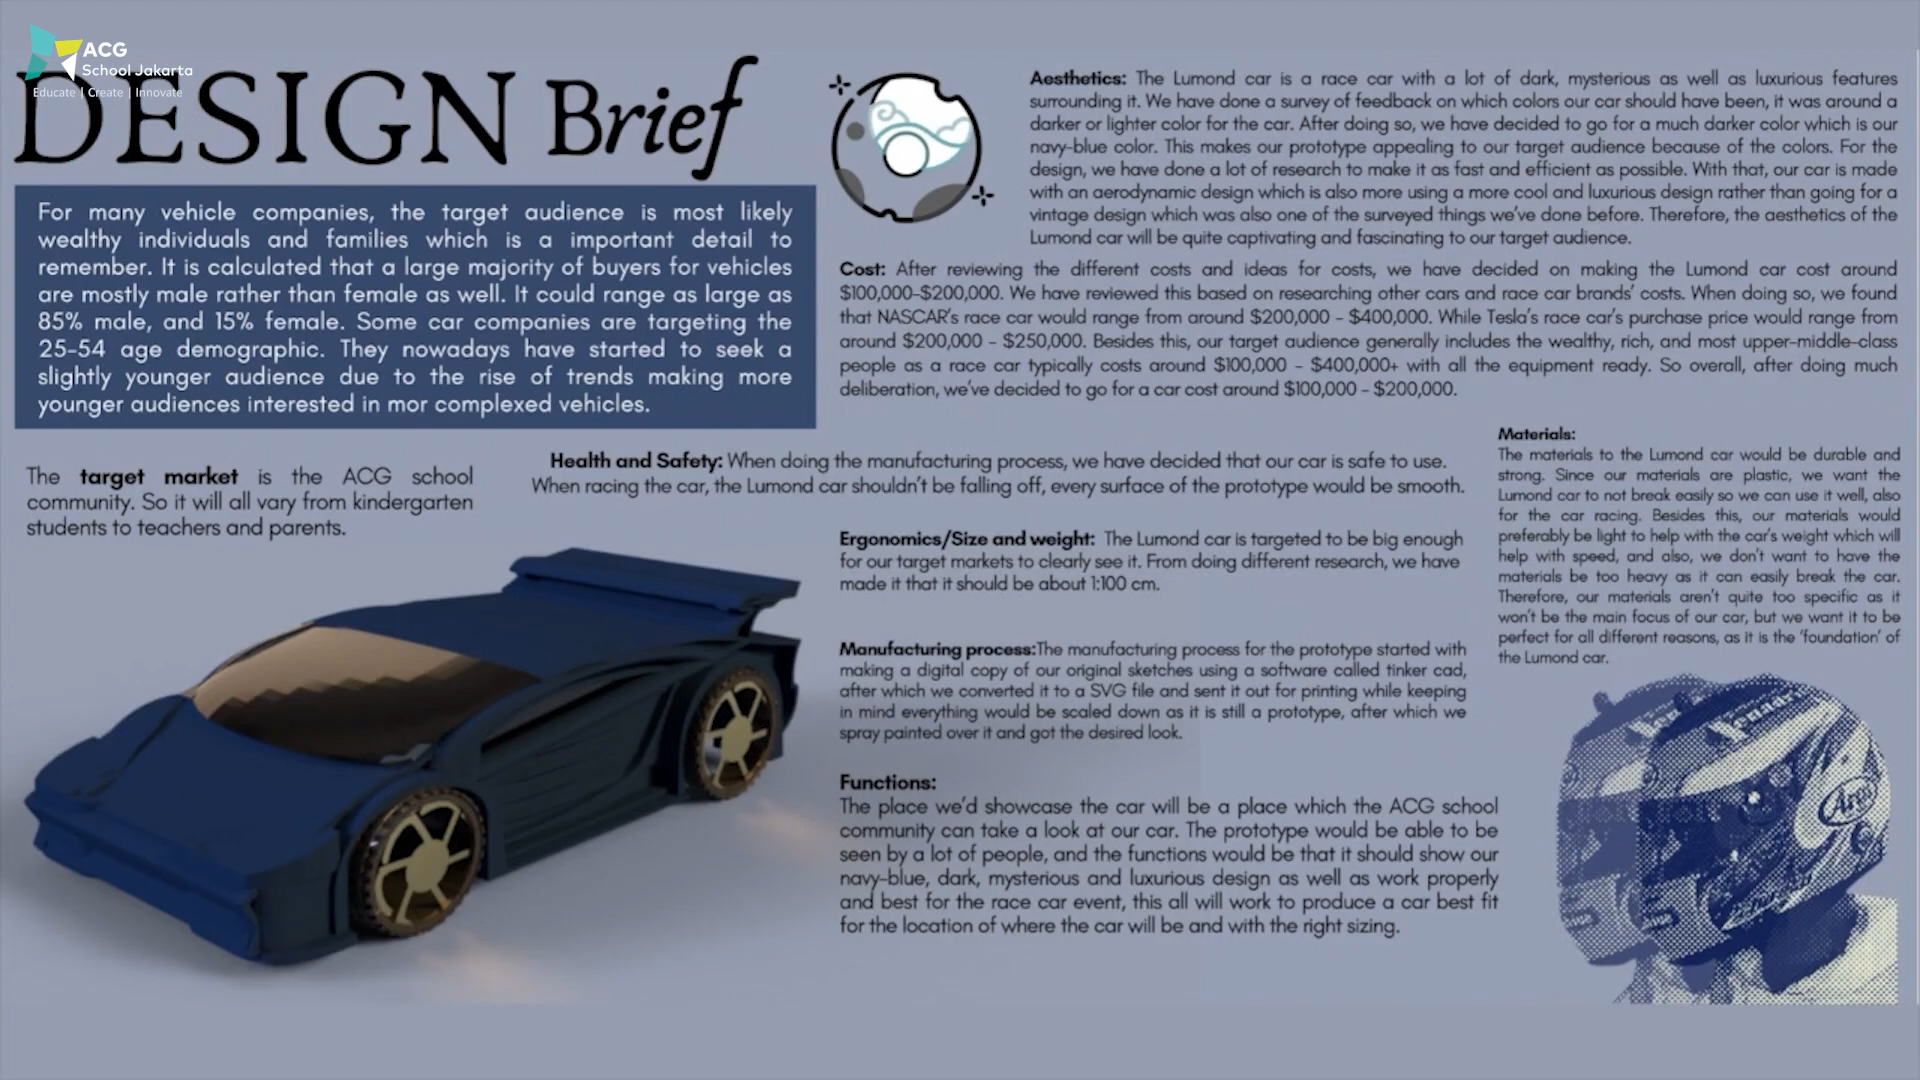 ACG
School Jakarta
Educate | Create | Innovate
DESIGN Brief
For many vehicle companies, the target audience is most likely
wealthy individuals and families which is a important detail to
remember. It is calculated that a large majority of buyers for vehicles
are mostly male rather than female as well. It could range as large as
85% male, and 15% female. Some car companies are targeting the
25-54 age demographic. They nowadays have started to seek a
slightly younger audience due to the rise of trends making more
younger audiences interested in mor complexed vehicles.
The target market is the ACG school
community. So it will all vary from kindergarten
students to teachers and parents.
Aesthetics: The Lumond car is a race car with a lot of dark, mysterious as well as luxurious features
surrounding it. We have done a survey of feedback on which colors our car should have been, it was around a
darker or lighter color for the car. After doing so, we have decided to go for a much darker color which is our
navy-blue color. This makes our prototype appealing to our target audience because of the colors. For the
design, we have done a lot of research to make it as fast and efficient as possible. With that, our car is made
with an aerodynamic design which is also more using a more cool and luxurious design rather than going for a
vintage design which was also one of the surveyed things we've done before. Therefore, the aesthetics of the
Lumond car will be quite captivating and fascinating to our target audience.
Cost: After reviewing the different costs and ideas for costs, we have decided on making the Lumond car cost around
$100,000-$200,000. We have reviewed this based on researching other cars and race car brands' costs. When doing so, we found
that NASCAR's race car would range from around $200,000 - $400,000. While Tesla's race car's purchase price would range from
around $200,000 - $250,000. Besides this, our target audience generally includes the wealthy, rich, and most upper-middle-class
people as a race car typically costs around $100,000 - $400,000+ with all the equipment ready. So overall, after doing much
deliberation, we've decided to go for a car cost around $100,000 - $200,000.
Health and Safety: When doing the manufacturing process, we have decided that our car is safe to use.
When racing the car, the Lumond car shouldn't be falling off, every surface of the prototype would be smooth.
Ergonomics/Size and weight: The Lumond car is targeted to be big enough
for our target markets to clearly see it. From doing different research, we have
made it that it should be about 1:100 cm.
Manufacturing process:The manufacturing process for the prototype started with
making a digital copy of our original sketches using a software called tinker cad,
after which we converted it to a SVG file and sent it out for printing while keeping
in mind everything would be scaled down as it is still a prototype, after which we
spray painted over it and got the desired look.
Functions:
The place we'd showcase the car will be a place which the ACG school
community can take a look at our car. The prototype would be able to be
seen by a lot of people, and the functions would be that it should show our
navy-blue, dark, mysterious and luxurious design as well as work properly
and best for the race car event, this all will work to produce a car best fit
for the location of where the car will be and with the right sizing.
Materials:
The materials to the Lumond car would be durable and
strong. Since our materials are plastic, we want the
Lumond car to not break easily so we can use it well, also
for the car racing. Besides this, our materials would
preferably be light to help with the car's weight which will
help with speed, and also, we don't want to have the
materials be too heavy as it can easily break the car.
Therefore, our materials aren't quite too specific as it
won't be the main focus of our car, but we want it to be
perfect for all different reasons, as it is the 'foundation' of
the Lumond car.
Arai